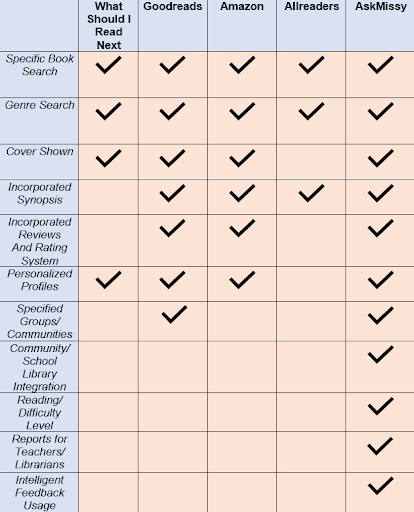 What Should I Read Next
Goodreads
Amazon
Allreaders
AskMissy
Specific Book
Search
Genre Search
Cover Shown
Incorporated
Synopsis
Incorporated
Reviews
And Rating
System
Personalized
Profiles
Specified
Groups/
Communities
Community/
School
Library
Integration
Reading/
Difficulty
Level
Reports for
Teachers/
Librarians
Intelligent
Feedback
Usage